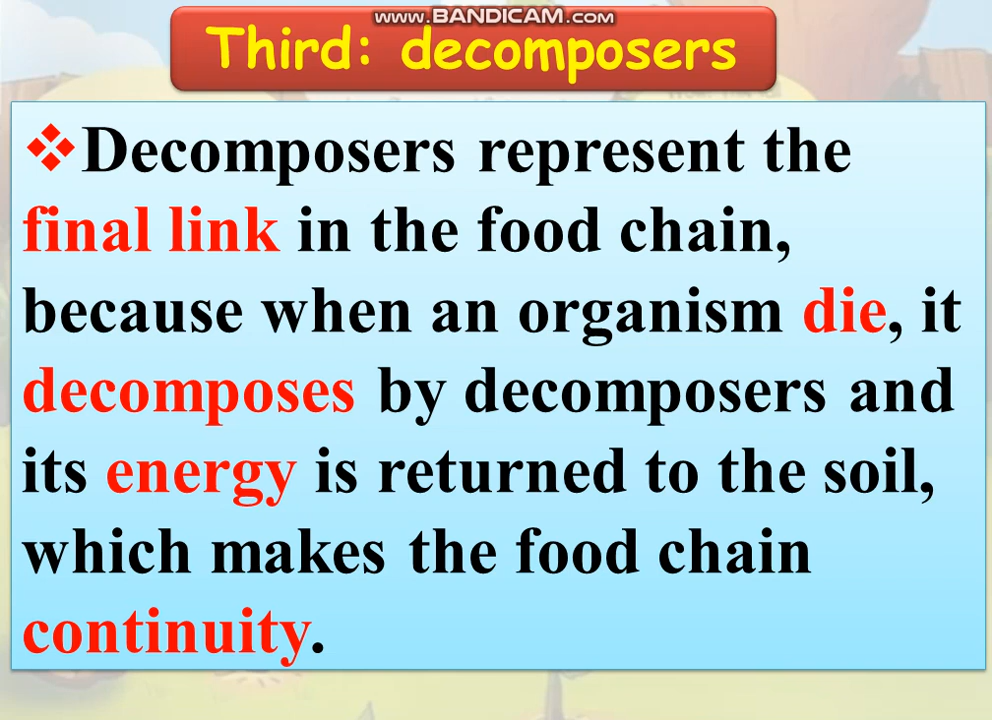 www.BANDICAM.com
Third: decomposers
❖Decomposers represent the
final link in the food chain,
because when an organism die, it
decomposes by decomposers and
its energy is returned to the soil,
which makes the food chain
continuity.